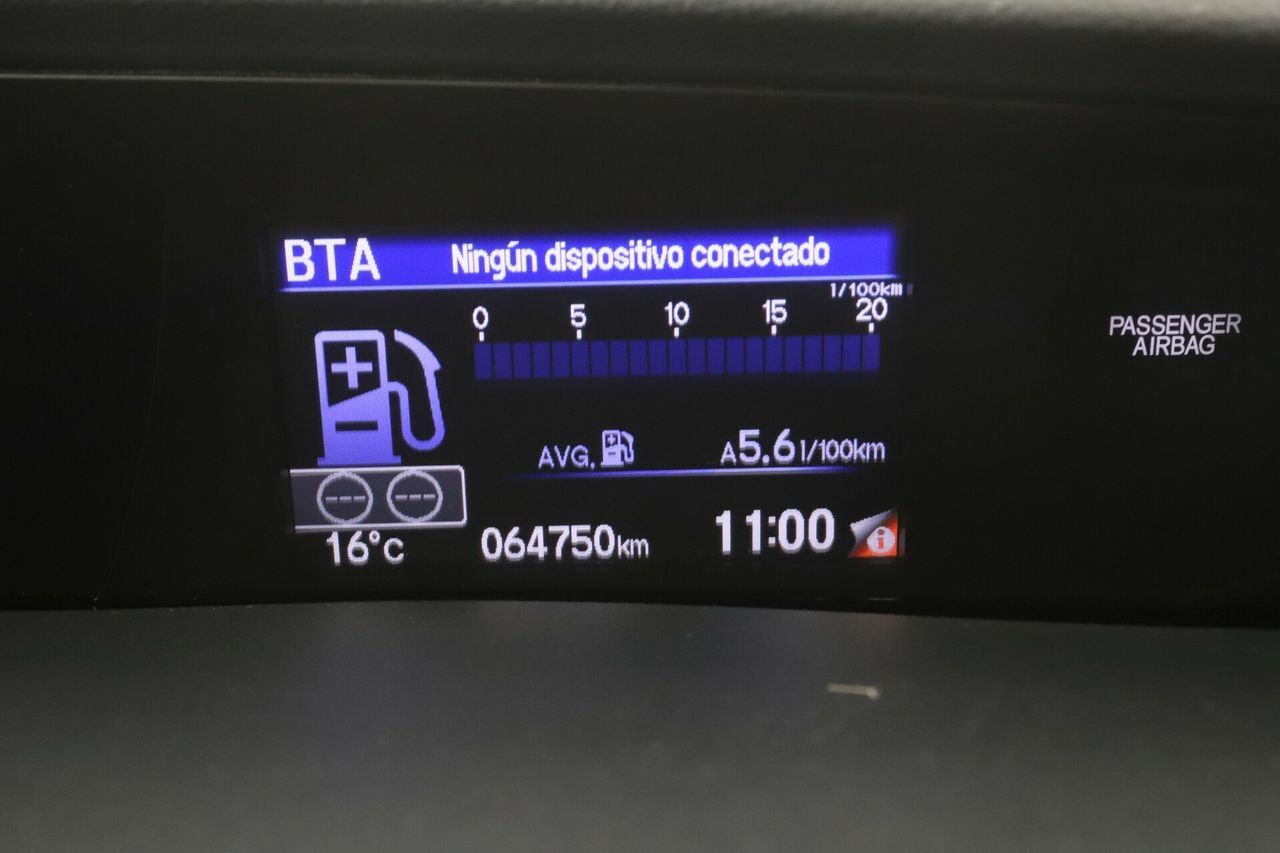 BTA Ningún dispositivo conectado
l/100km
0 5 10 15 20
AVG. A5.6 l/100km
--- ---
16°C 064750km 11:00 i
PASSENGER
AIRBAG